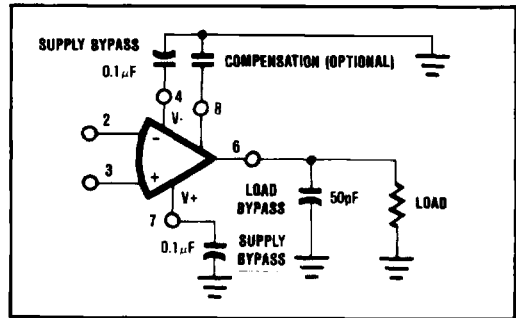 SUPPLY BYPASS
0.1µF
COMPENSATION (OPTIONAL)
4
8
V-
2
-
3
+
6
V+
7
LOAD
BYPASS
50pF
LOAD
0.1µF
SUPPLY
BYPASS